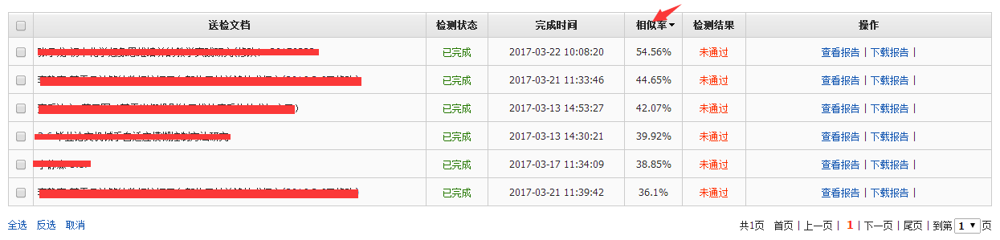 送检文档 检测状态 完成时间 相似率 检测结果 操作
已完成 2017-03-22 10:08:20 54.56% 未通过 查看报告 | 下载报告 |
已完成 2017-03-21 11:33:46 44.65% 未通过 查看报告 | 下载报告 |
已完成 2017-03-13 14:53:27 42.07% 未通过 查看报告 | 下载报告 |
已完成 2017-03-13 14:30:21 39.92% 未通过 查看报告 | 下载报告 |
已完成 2017-03-17 11:34:09 38.85% 未通过 查看报告 | 下载报告 |
已完成 2017-03-21 11:39:42 36.1% 未通过 查看报告 | 下载报告 |
全选 反选 取消 共1页 首页 | 上一页 | 1 | 下一页 | 尾页 | 到第 1 页